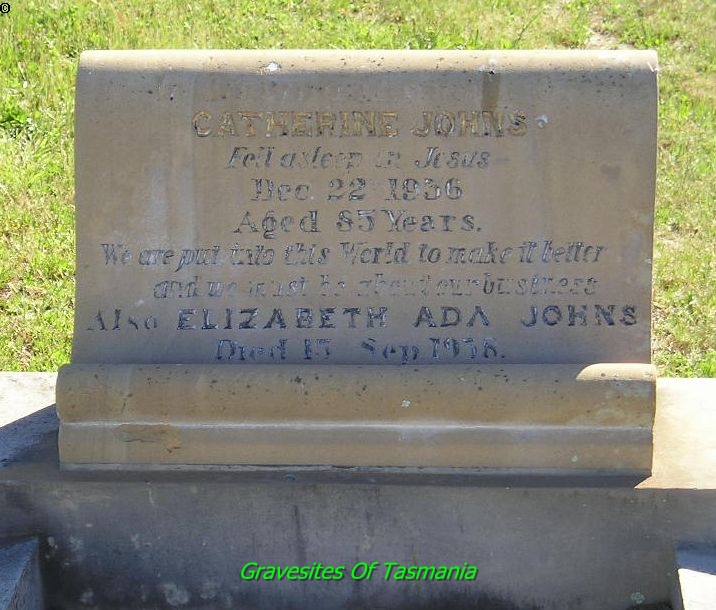 ©
CATHERINE JOHNS
Fell asleep in Jesus
Dec. 22 1936
Aged 85 Years.
We are put into this World to make it better
and we must be about our business
Also ELIZABETH ADA JOHNS
Died Sep
Gravesites Of Tasmania